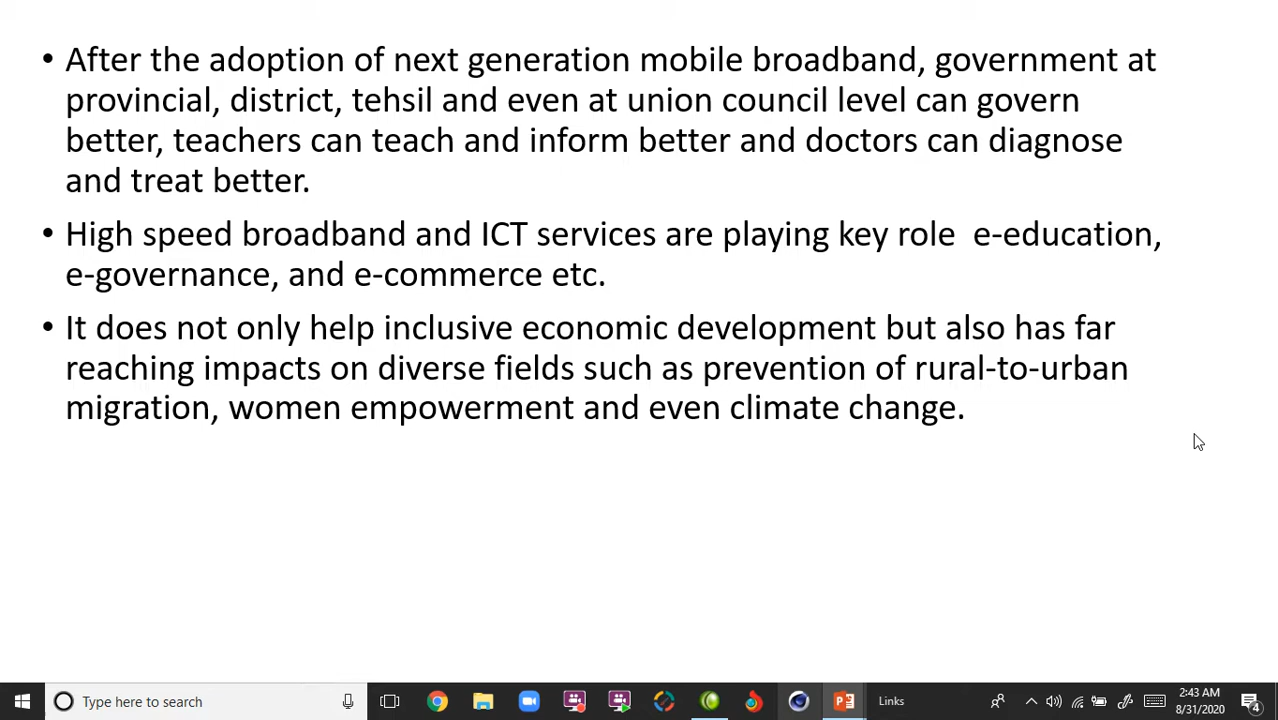 • After the adoption of next generation mobile broadband, government at
provincial, district, tehsil and even at union council level can govern
better, teachers can teach and inform better and doctors can diagnose
and treat better.
• High speed broadband and ICT services are playing key role  e-education,
e-governance, and e-commerce etc.
• It does not only help inclusive economic development but also has far
reaching impacts on diverse fields such as prevention of rural-to-urban
migration, women empowerment and even climate change.
Type here to search
Links
2:43 AM
8/31/2020
4